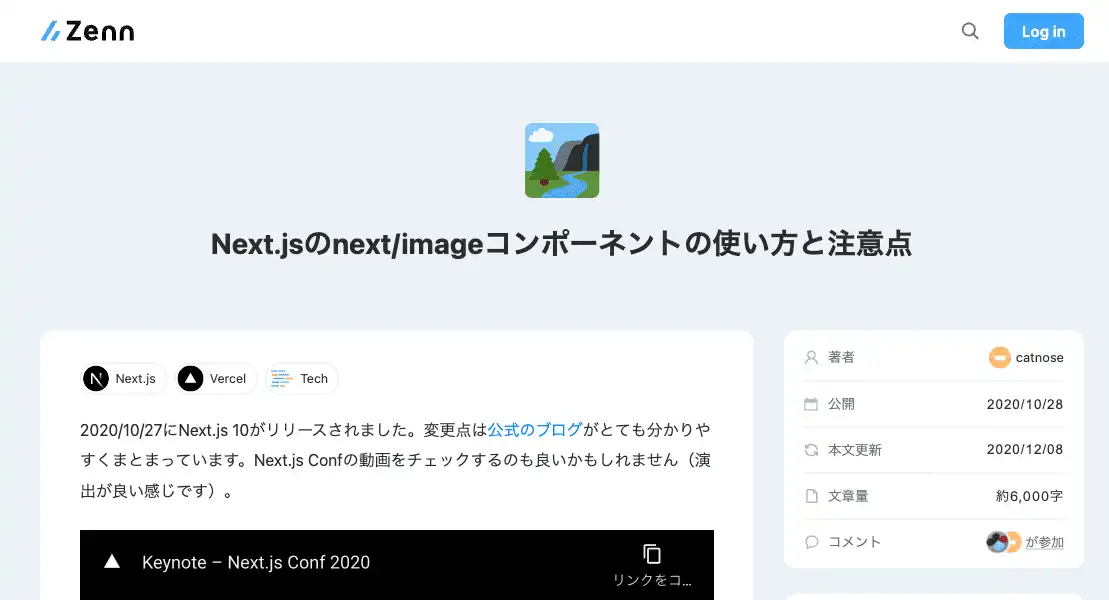 Zenn
Log in
Next.jsのnext/imageコンポーネントの使い方と注意点
Next.js
Vercel
Tech
2020/10/27にNext.js 10がリリースされました。変更点は公式のブログがとても分かりや
すくまとまっています。Next.js Confの動画をチェックするのも良いかもしれません（演
出が良い感じです）。
Keynote – Next.js Conf 2020
リンクをコ...
著者
catnose
公開
2020/10/28
本文更新
2020/12/08
文章量
約6,000字
コメント
が参加